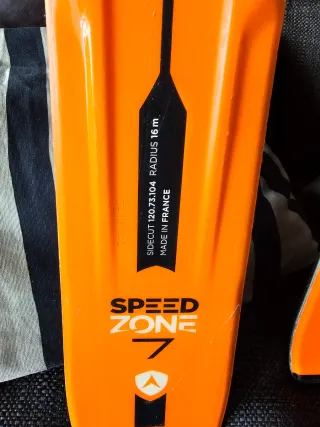 SIDECUT 120.73.104 RADIUS 16 m
MADE IN FRANCE
SPEED
ZONE
7